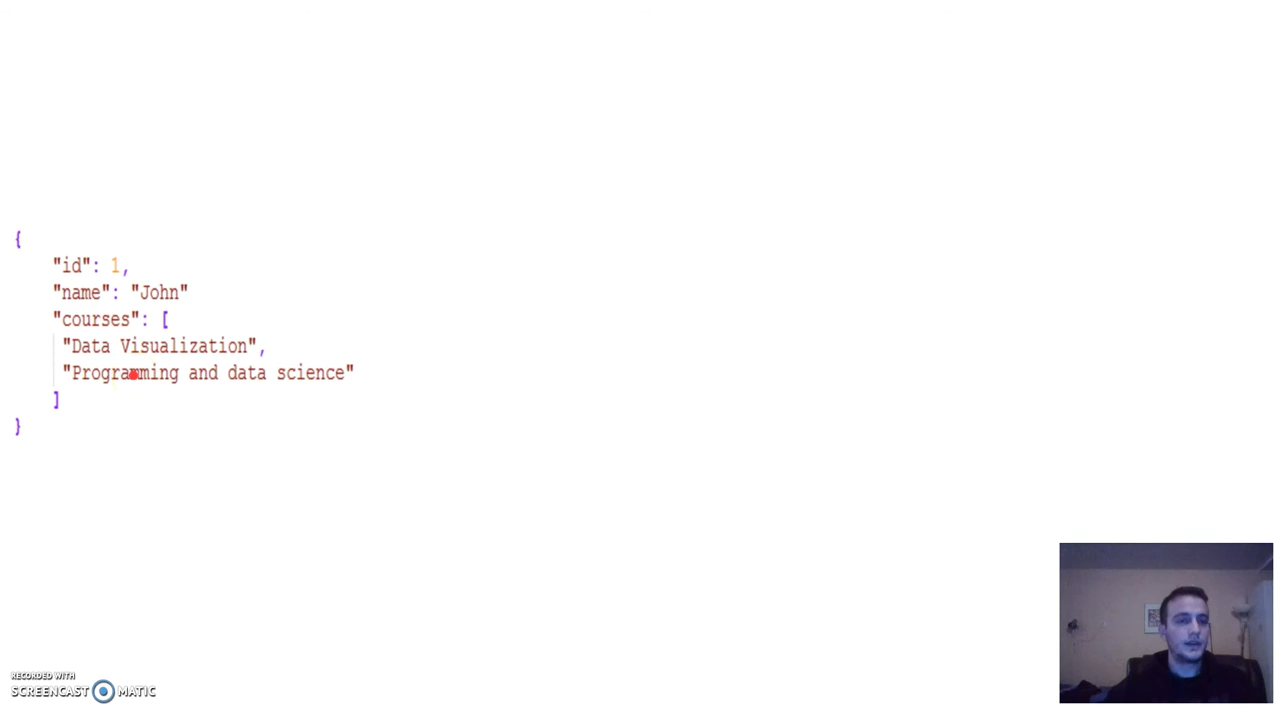 {
"id": 1,
"name": "John"
"courses": [
"Data Visualization",
"Programming and data science"
]
}
RECORDED WITH
SCREENCAST MATIC